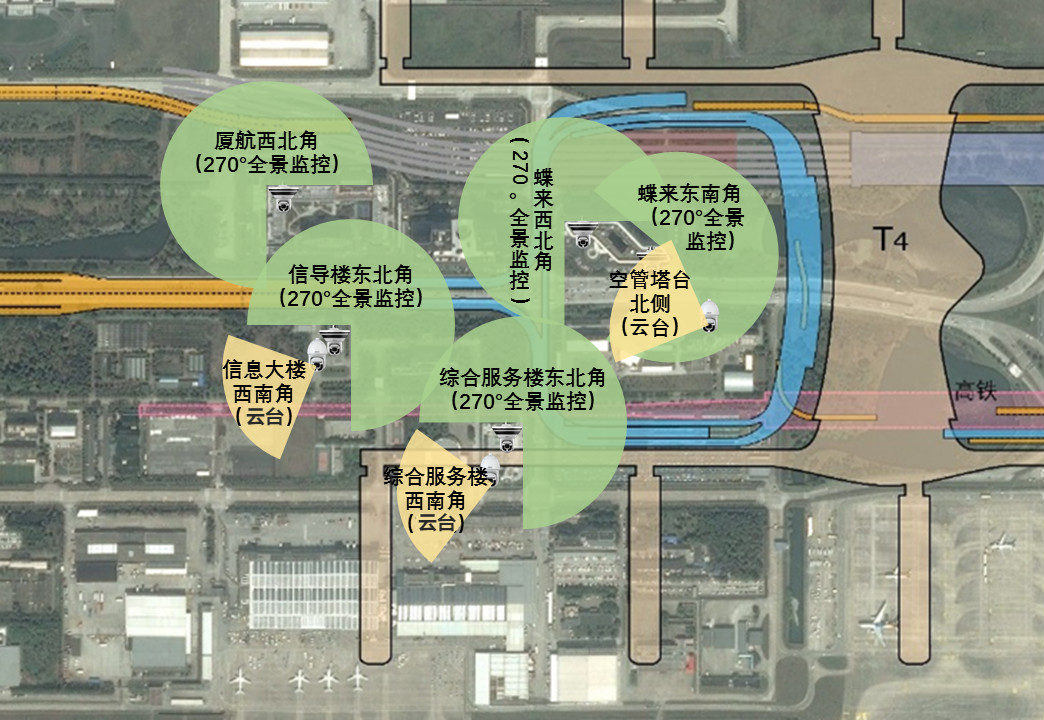 厦航西北角
（270°全景监控）
蝶来西北角
（270°全景监控）
蝶来东南角
（270°全景
监控）
T4
信导楼东北角
（270°全景监控）
空管塔台
北侧
（云台）
信息大楼
西南角
（云台）
综合服务楼东北角
（270°全景监控）
高铁
综合服务楼
西南角
（云台）